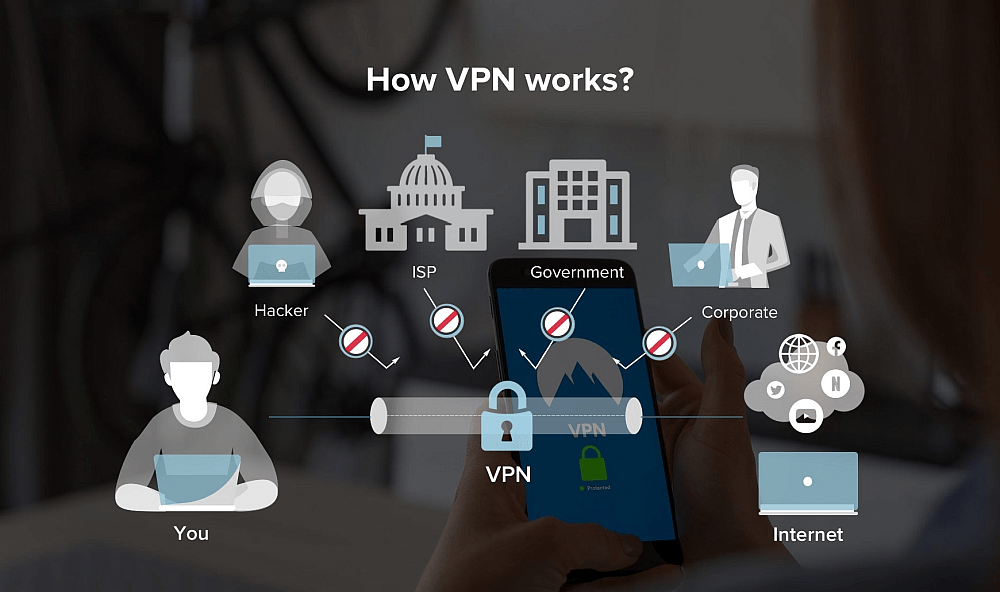 How VPN works?
ISP
Government
Hacker
Corporate
VPN
Protected
VPN
You
Internet